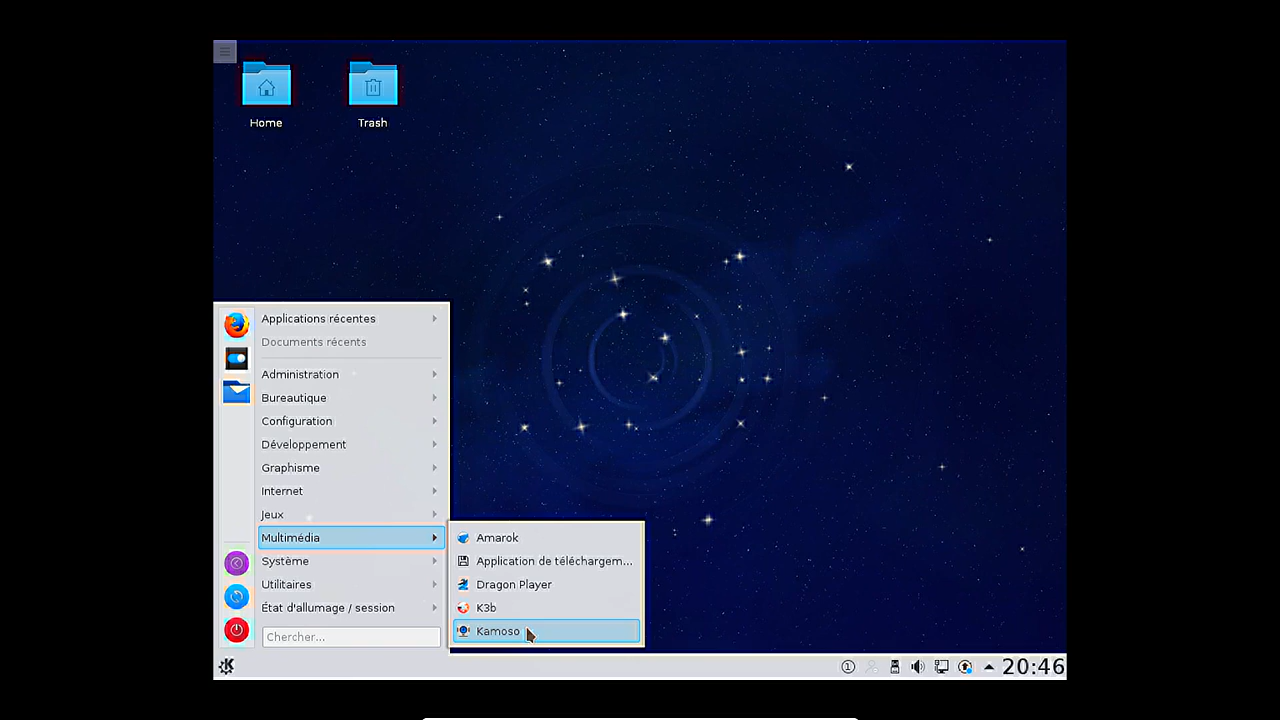 Home
Trash
Applications récentes
Documents récents
Administration
Bureautique
Configuration
Développement
Graphisme
Internet
Jeux
Multimédia
Système
Utilitaires
État d'allumage / session
Chercher...
Amarok
Application de téléchargem...
Dragon Player
K3b
Kamoso
20:46